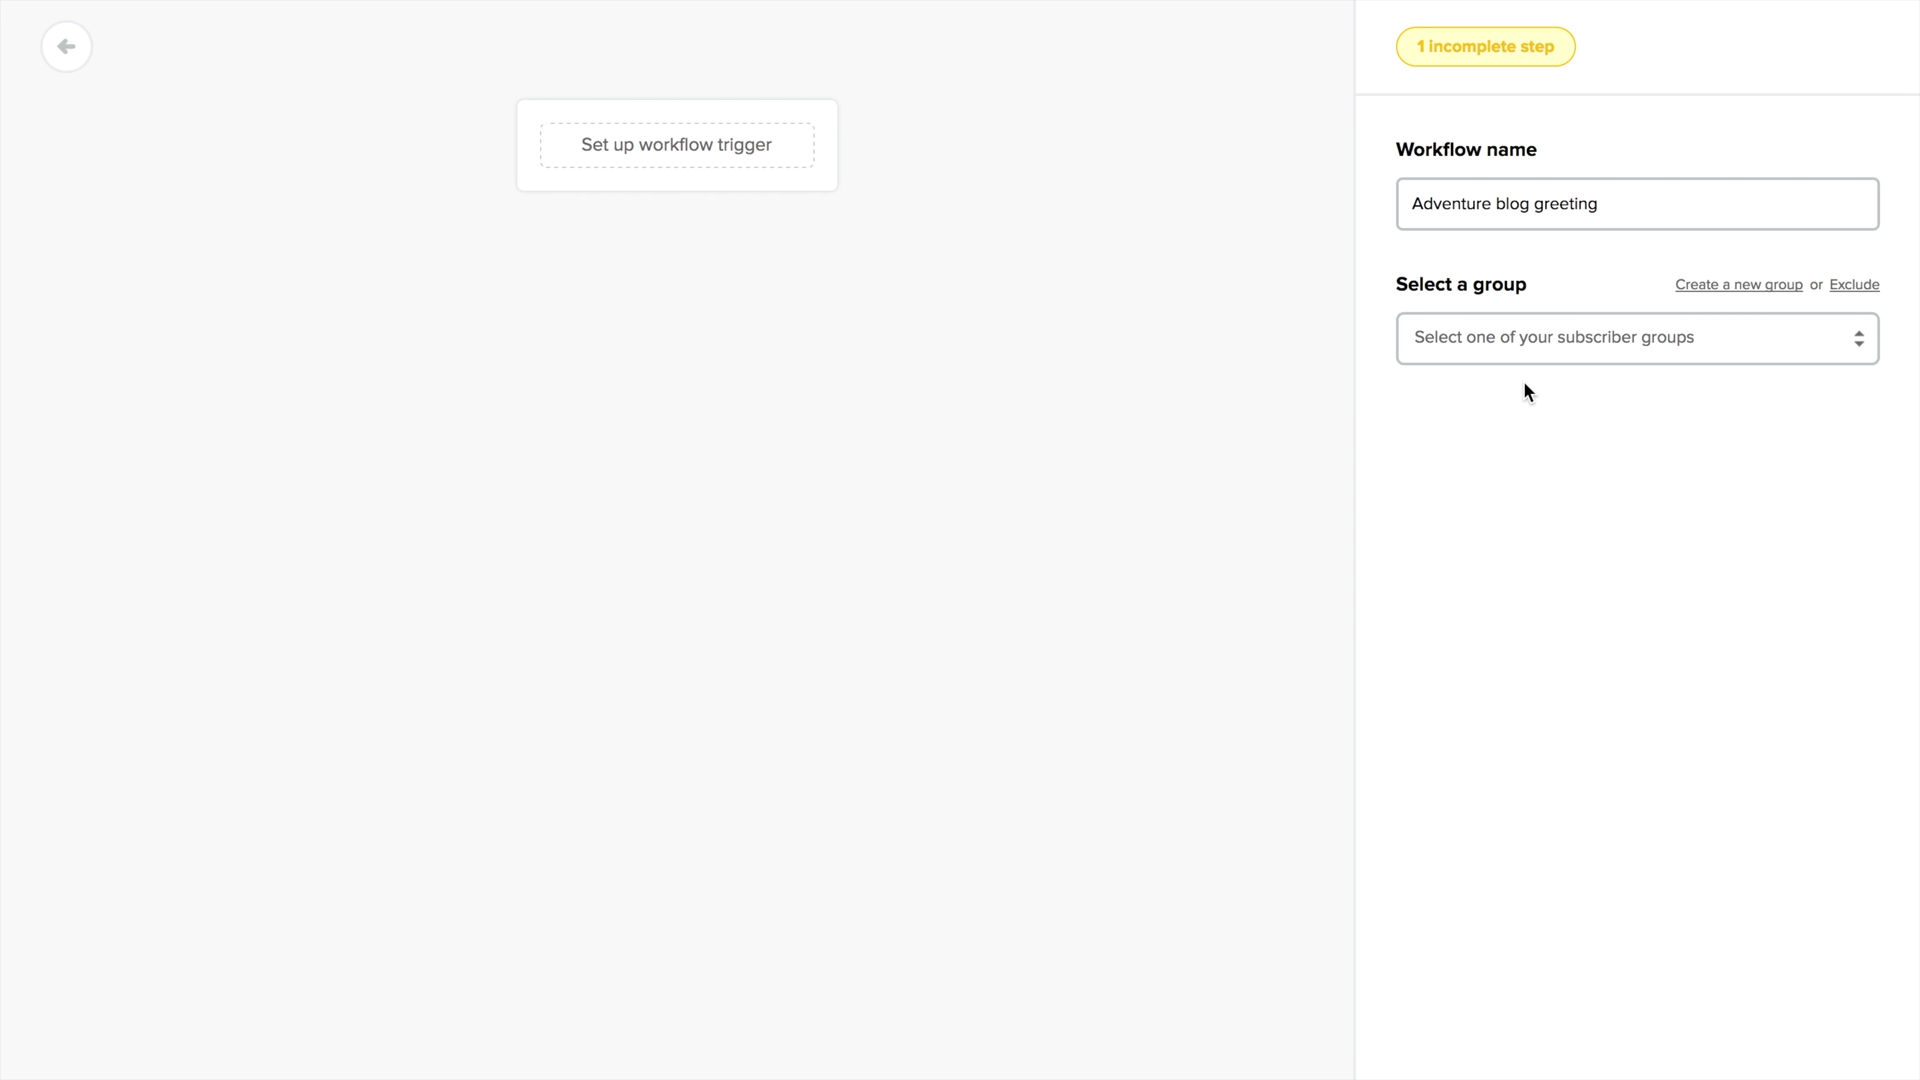 1 incomplete step
Set up workflow trigger
Workflow name
Adventure blog greeting
Select a group
Create a new group or Exclude
Select one of your subscriber groups